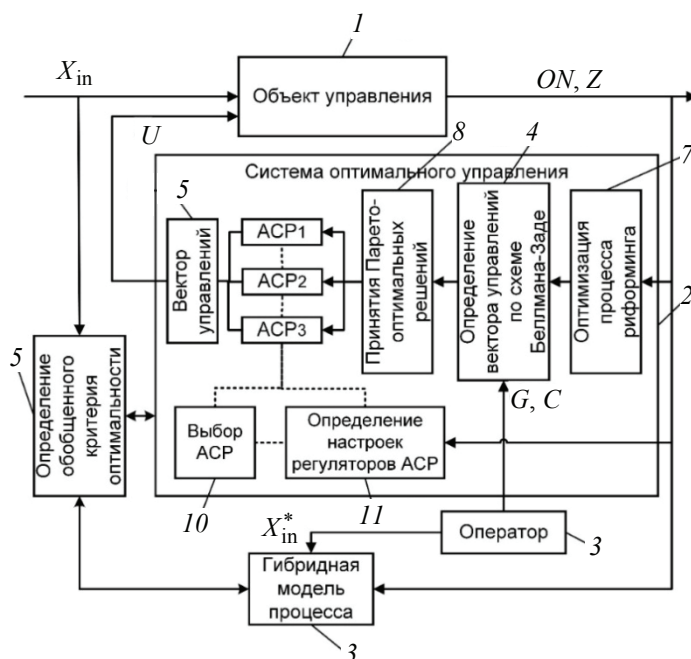 1
X_in
Объект управления
ON, Z
U
8
4
7
Система оптимального управления
5
Вектор
управлений
АСР1
АСР2
АСР3
Принятия Парето-
оптимальных
решений
Определение
вектора управлений
по схеме
Беллмана-Заде
Оптимизация
процесса
риформинга
2
5
Определение
обобщенного
критерия
оптимальности
G, C
Выбор
АСР
Определение
настроек
регуляторов АСР
10
11
X*_in
Оператор
3
Гибридная
модель
процесса
3